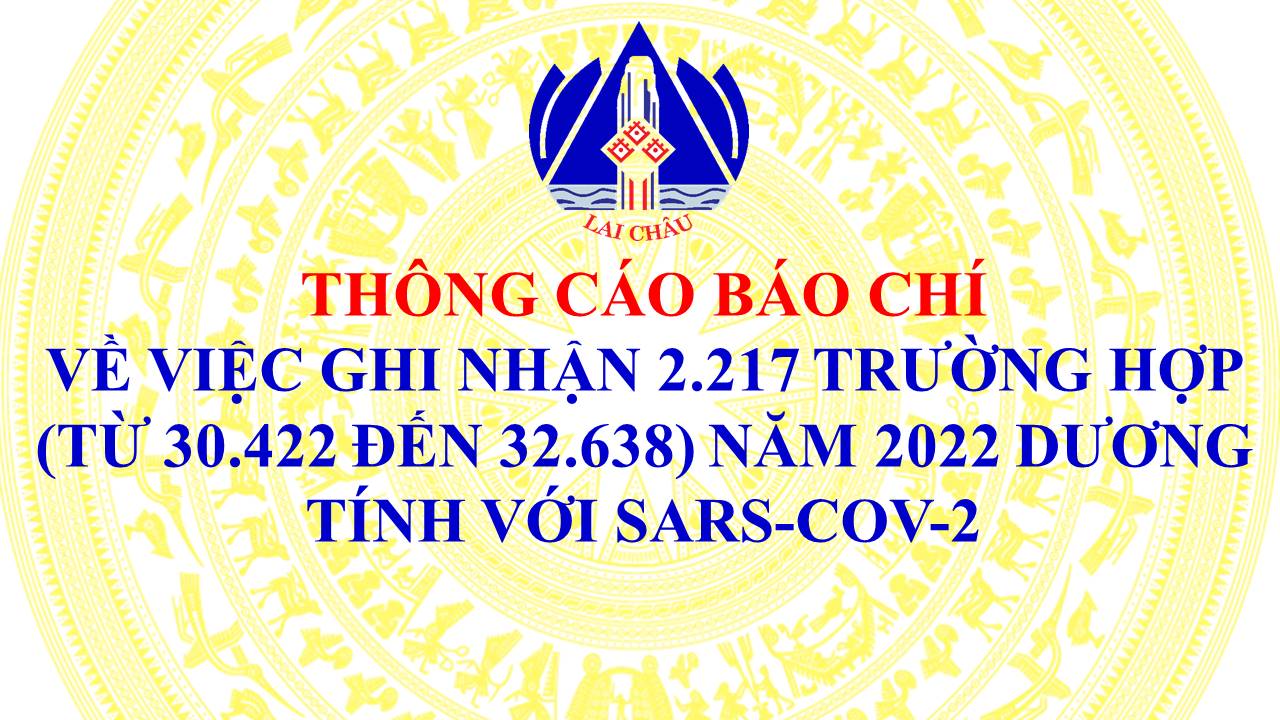 LAI CHÂU
THÔNG CÁO BÁO CHÍ
VỀ VIỆC GHI NHẬN 2.217 TRƯỜNG HỢP
(TỪ 30.422 ĐẾN 32.638) NĂM 2022 DƯƠNG
TÍNH VỚI SARS-COV-2